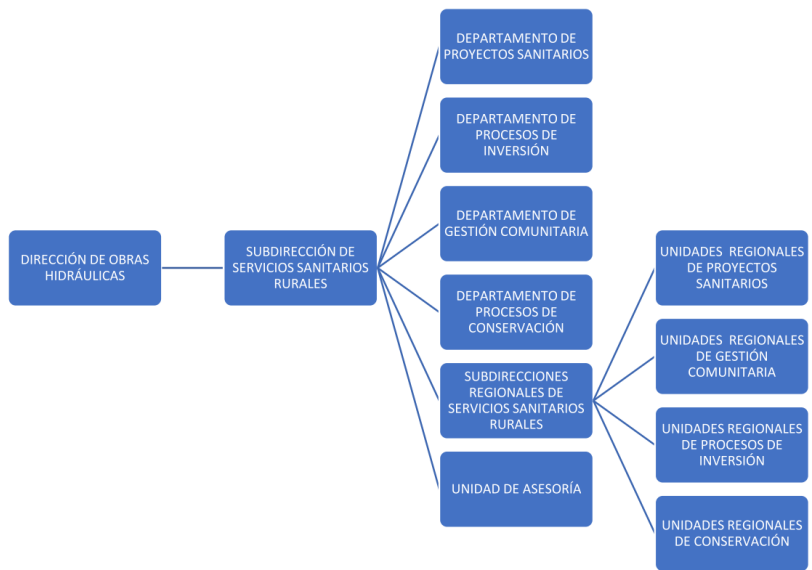 DIRECCIÓN DE OBRAS
HIDRÁULICAS
SUBDIRECCIÓN DE
SERVICIOS SANITARIOS
RURALES
DEPARTAMENTO DE
PROYECTOS SANITARIOS
DEPARTAMENTO DE
PROCESOS DE
INVERSIÓN
DEPARTAMENTO DE
GESTIÓN COMUNITARIA
DEPARTAMENTO DE
PROCESOS DE
CONSERVACIÓN
SUBDIRECCIONES
REGIONALES DE
SERVICIOS SANITARIOS
RURALES
UNIDAD DE ASESORÍA
UNIDADES REGIONALES
DE PROYECTOS
SANITARIOS
UNIDADES REGIONALES
DE GESTIÓN
COMUNITARIA
UNIDADES REGIONALES
DE PROCESOS DE
INVERSIÓN
UNIDADES REGIONALES
DE CONSERVACIÓN